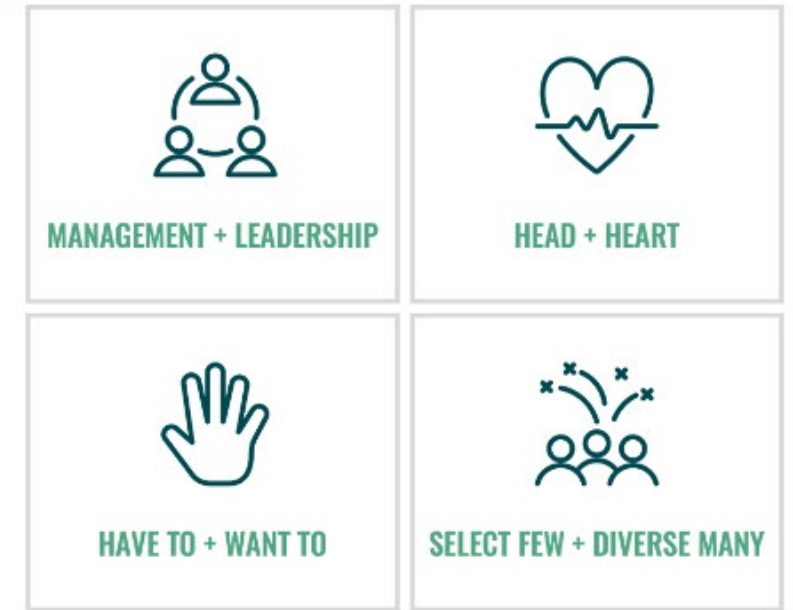 MANAGEMENT + LEADERSHIP
HEAD + HEART
HAVE TO + WANT TO
SELECT FEW + DIVERSE MANY